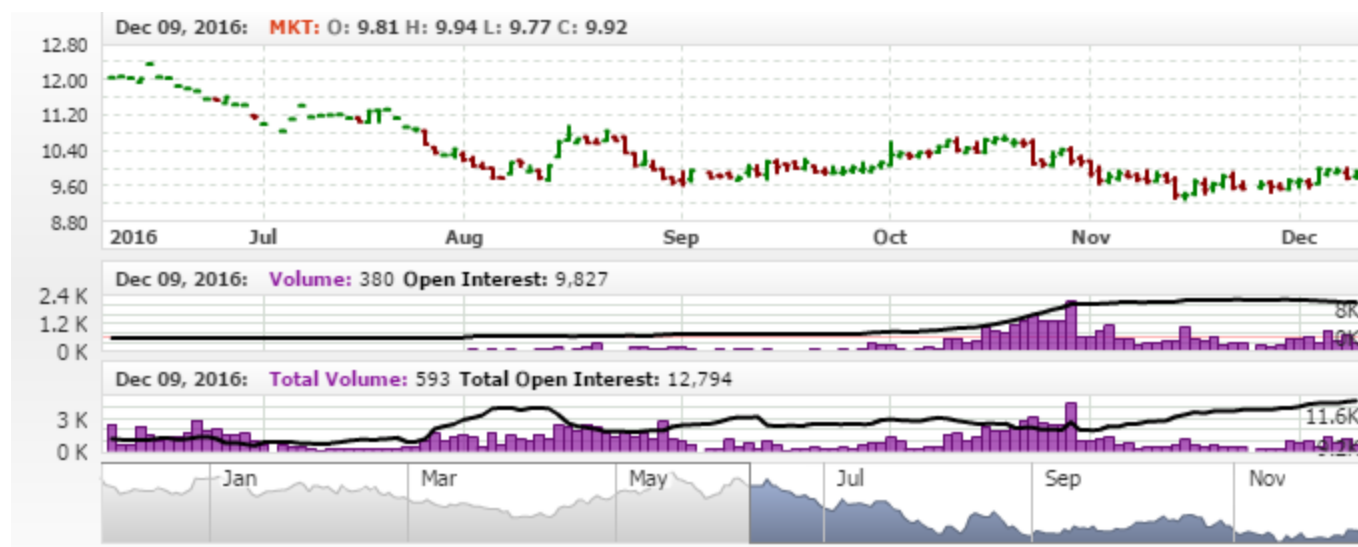 Dec 09, 2016: MKT: O: 9.81 H: 9.94 L: 9.77 C: 9.92
12.80
12.00
11.20
10.40
9.60
8.80
2016 Jul Aug Sep Oct Nov Dec
Dec 09, 2016: Volume: 380 Open Interest: 9,827
2.4 K
1.2 K
0 K
8K
0K
Dec 09, 2016: Total Volume: 593 Total Open Interest: 12,794
3 K
0 K
11.6K
Jan Mar May Jul Sep Nov